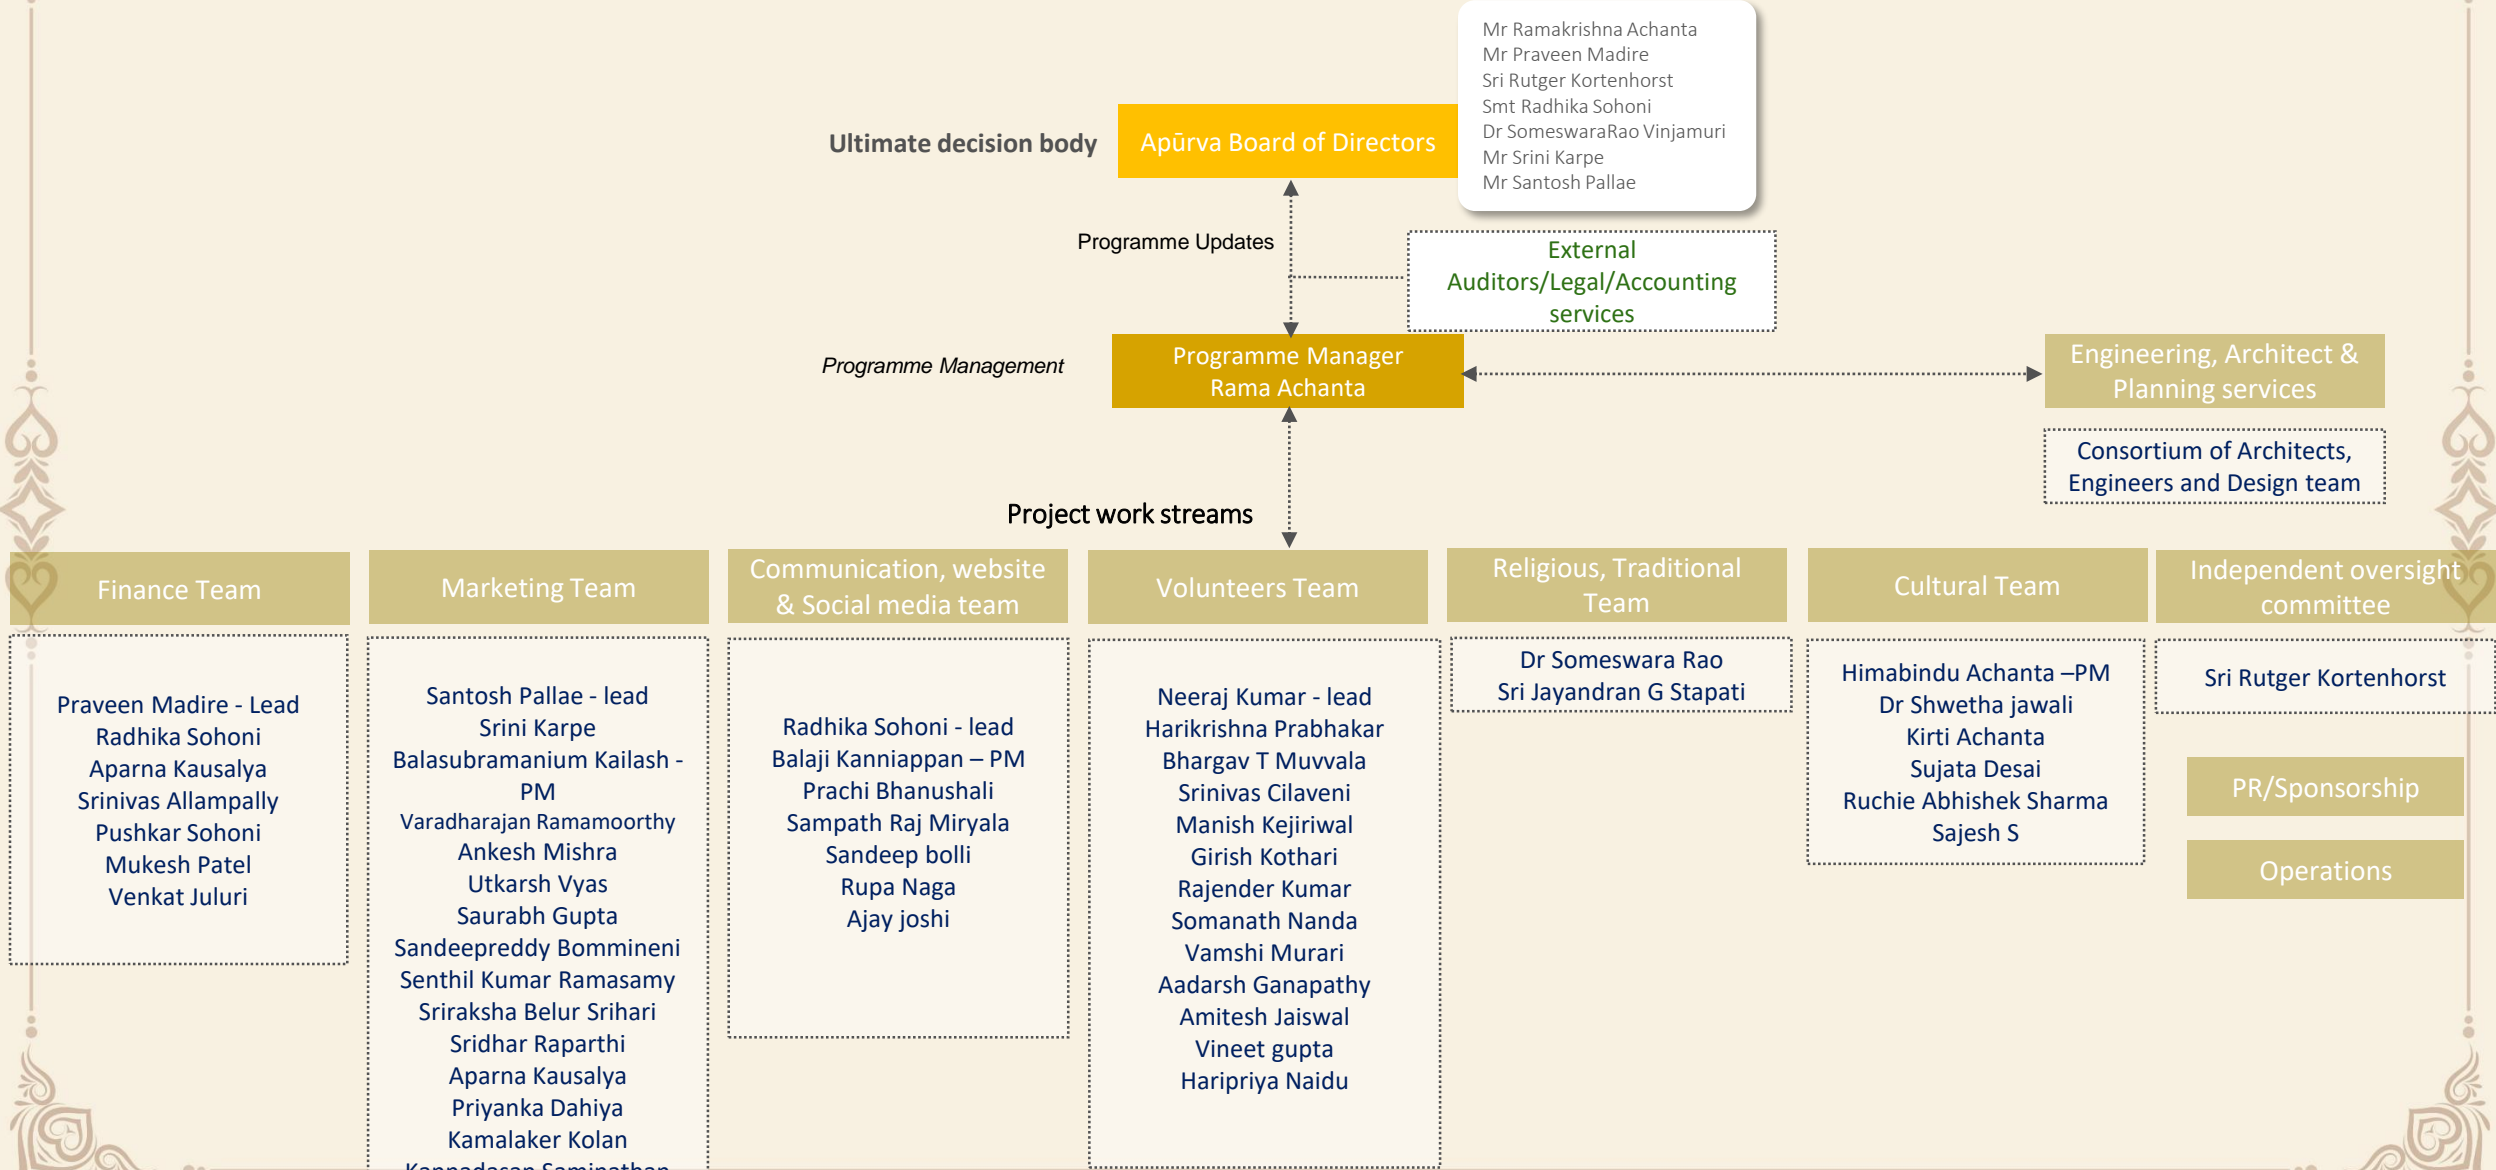 Mr Ramakrishna Achanta
Mr Praveen Madire
Sri Rutger Kortenhorst
Smt Radhika Sohoni
Dr SomeswaraRao Vinjamuri
Mr Srini Karpe
Mr Santosh Pallae
Ultimate decision body
Apūrva Board of Directors
Programme Updates
External
Auditors/Legal/Accounting
services
Programme Management
Programme Manager
Rama Achanta
Engineering, Architect &
Planning services
Consortium of Architects,
Engineers and Design team
Project work streams
Finance Team
Praveen Madire - Lead
Radhika Sohoni
Aparna Kausalya
Srinivas Allampally
Pushkar Sohoni
Mukesh Patel
Venkat Juluri
Marketing Team
Santosh Pallae - lead
Srini Karpe
Balasubramanium Kailash -
PM
Varadharajan Ramamoorthy
Ankesh Mishra
Utkarsh Vyas
Saurabh Gupta
Sandeepreddy Bommineni
Senthil Kumar Ramasamy
Sriraksha Belur Srihari
Sridhar Raparthi
Aparna Kausalya
Priyanka Dahiya
Kamalaker Kolan
Kannadasan Saminathan
Communication, website
& Social media team
Radhika Sohoni - lead
Balaji Kanniappan – PM
Prachi Bhanushali
Sampath Raj Miryala
Sandeep bolli
Rupa Naga
Ajay joshi
Volunteers Team
Neeraj Kumar - lead
Harikrishna Prabhakar
Bhargav T Muvvala
Srinivas Cilaveni
Manish Kejiriwal
Girish Kothari
Rajender Kumar
Somanath Nanda
Vamshi Murari
Aadarsh Ganapathy
Amitesh Jaiswal
Vineet gupta
Haripriya Naidu
Religious, Traditional
Team
Dr Someswara Rao
Sri Jayandran G Stapati
Cultural Team
Himabindu Achanta –PM
Dr Shwetha jawali
Kirti Achanta
Sujata Desai
Ruchie Abhishek Sharma
Sajesh S
Independent oversight
committee
Sri Rutger Kortenhorst
PR/Sponsorship
Operations